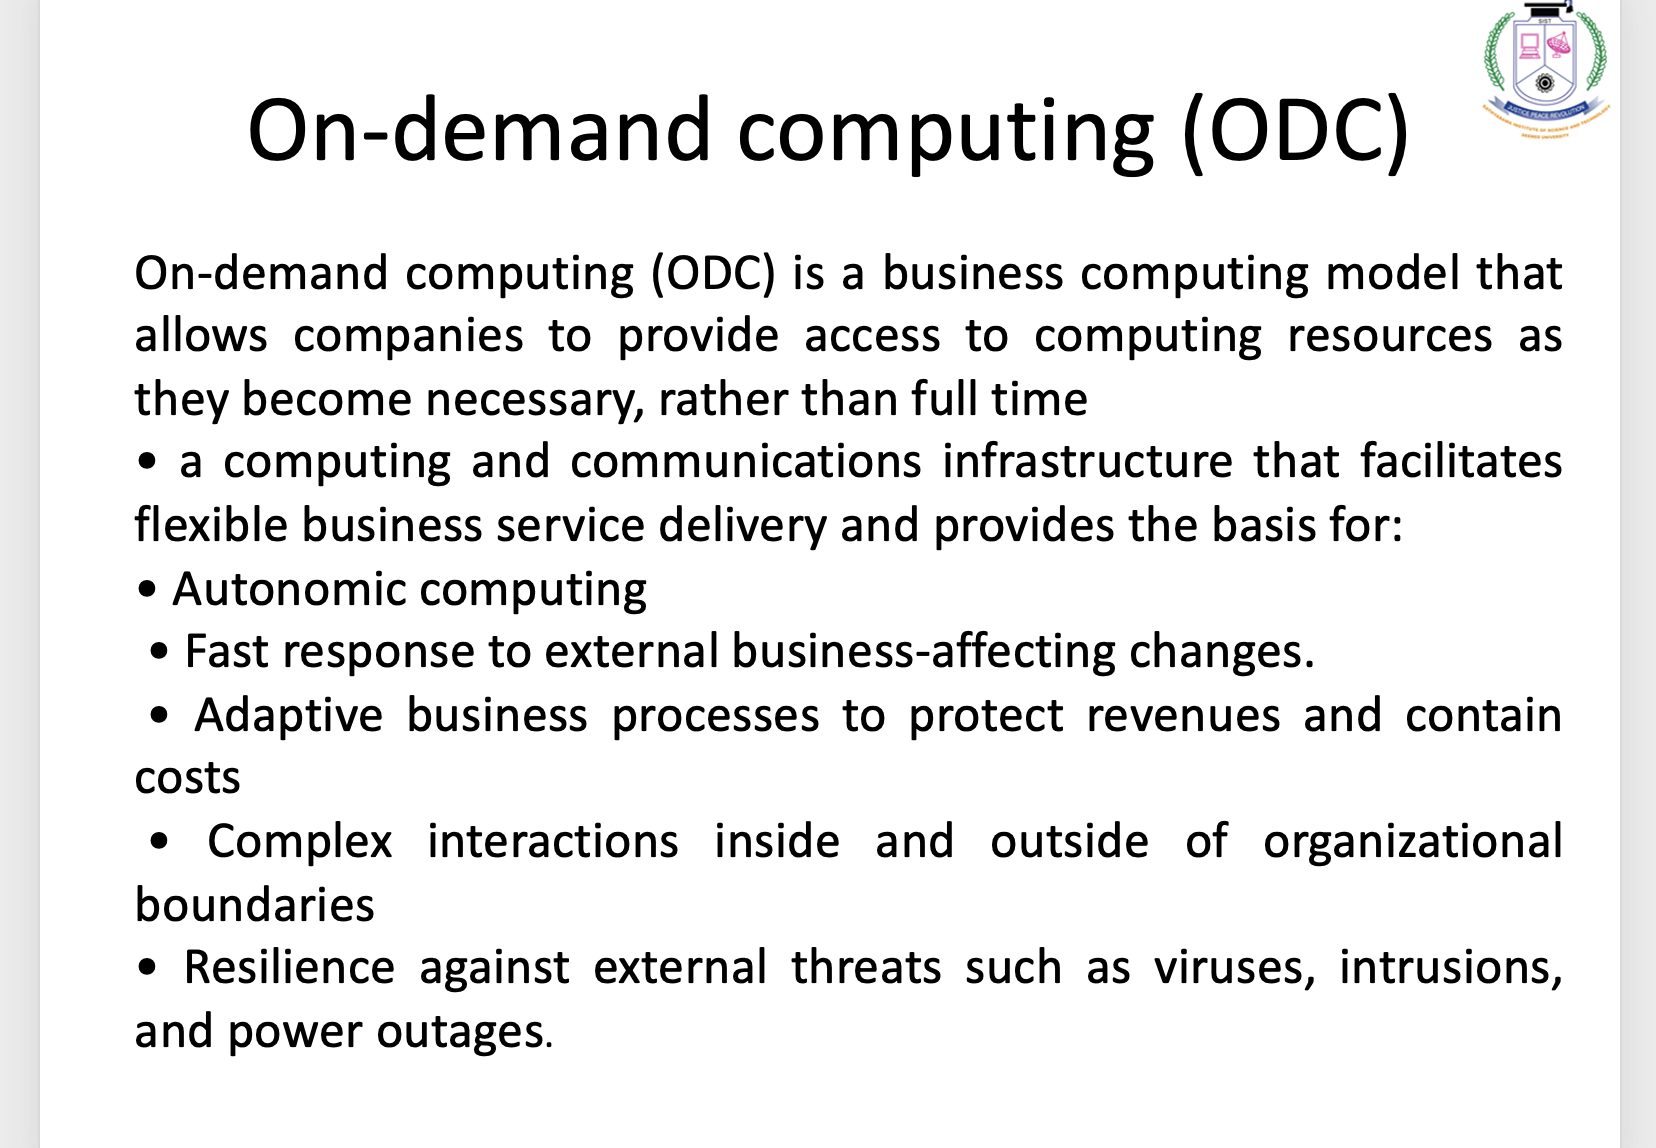 SIST
JUSTICE PEACE REVOLUTION
On-demand computing (ODC)
On-demand computing (ODC) is a business computing model that
allows companies to provide access to computing resources as
they become necessary, rather than full time
• a computing and communications infrastructure that facilitates
flexible business service delivery and provides the basis for:
• Autonomic computing
• Fast response to external business-affecting changes.
• Adaptive business processes to protect revenues and contain
costs
• Complex interactions inside and outside of organizational
boundaries
• Resilience against external threats such as viruses, intrusions,
and power outages.